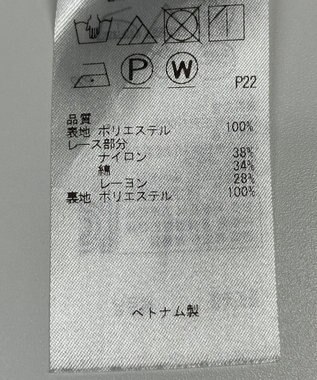 P W
P22
品質
表地 ポリエステル 100%
レース部分
ナイロン 38%
綿 34%
レーヨン 28%
裏地 ポリエステル 100%
ベトナム製